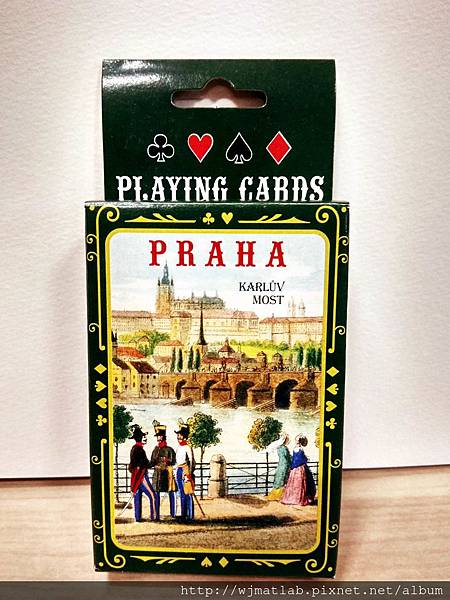 PLAYING CARDS
PRAHA
KARLŮV
MOST
http://wjmatlab.pixnet.net/album